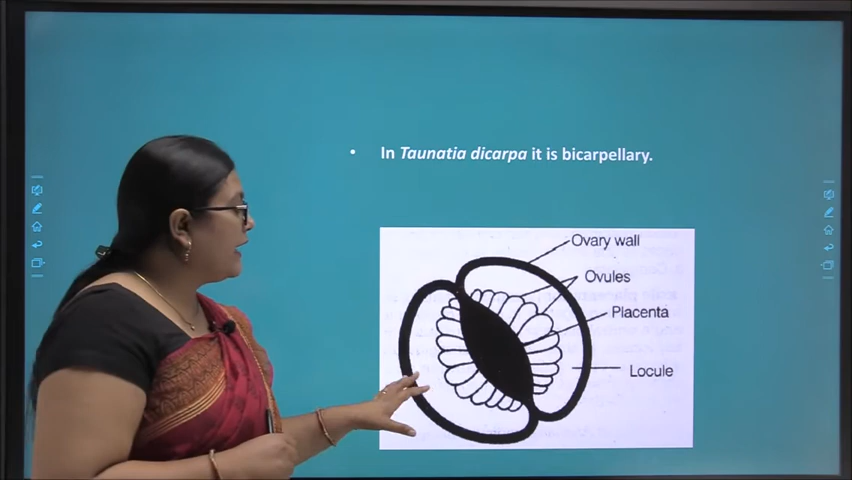 • In Taunatia dicarpa it is bicarpellary.
Ovary wall
Ovules
Placenta
Locule